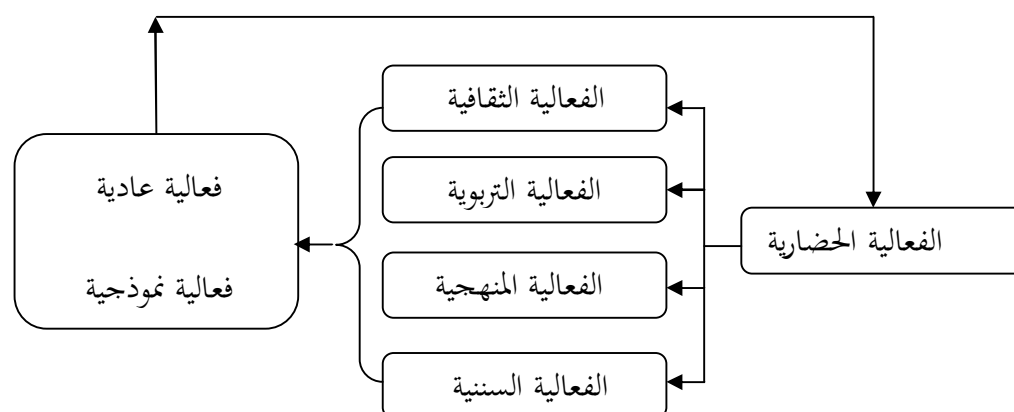 الفعالية الحضارية
الفعالية الثقافية
الفعالية التربوية
الفعالية المنهجية
الفعالية السننية
فعالية عادية
فعالية نموذجية